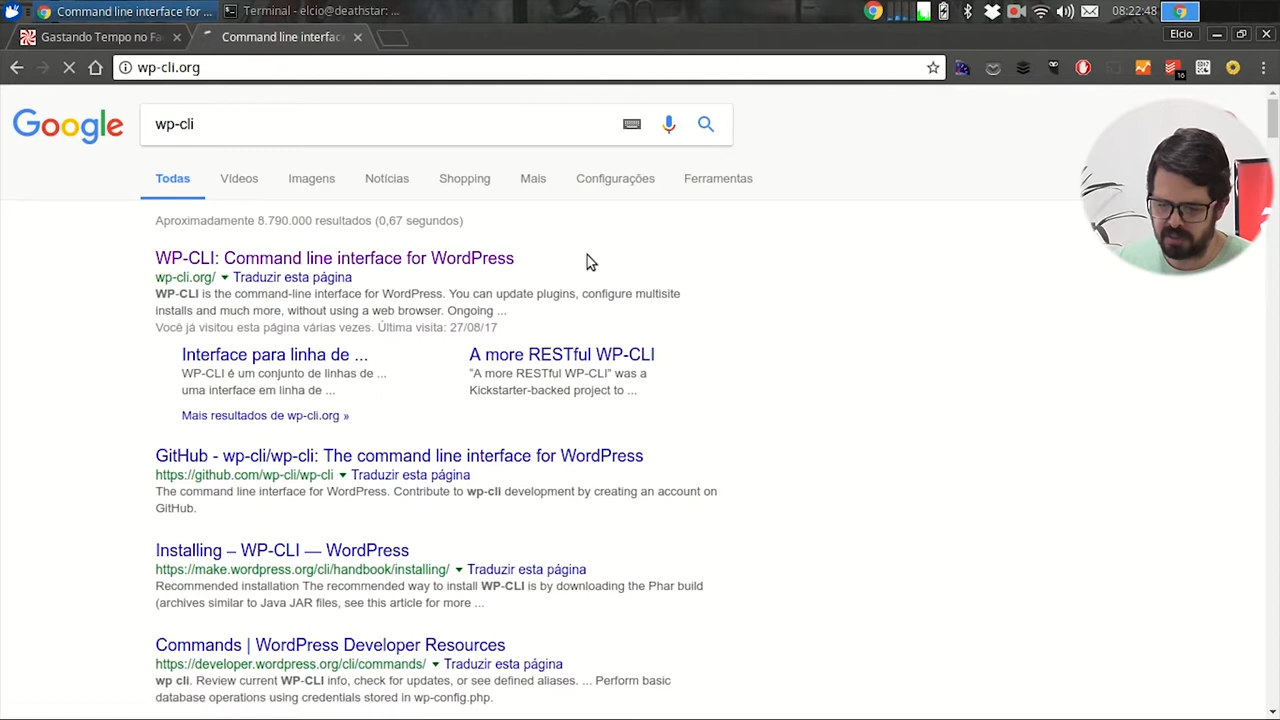 Command line interface for ...
Terminal - elcio@deathstar: ...
08:22:48
Gastando Tempo no Fa
Command line interfac
Elcio
wp-cli.org
16
Google
wp-cli
Todas
Vídeos
Imagens
Notícias
Shopping
Mais
Configurações
Ferramentas
Aproximadamente 8.790.000 resultados (0,67 segundos)
WP-CLI: Command line interface for WordPress
wp-cli.org/ Traduzir esta página
WP-CLI is the command-line interface for WordPress. You can update plugins, configure multisite
installs and much more, without using a web browser. Ongoing ...
Você já visitou esta página várias vezes. Última visita: 27/08/17
Interface para linha de ...
WP-CLI é um conjunto de linhas de ...
uma interface em linha de ...
A more RESTful WP-CLI
“A more RESTful WP-CLI” was a
Kickstarter-backed project to ...
Mais resultados de wp-cli.org »
GitHub - wp-cli/wp-cli: The command line interface for WordPress
https://github.com/wp-cli/wp-cli Traduzir esta página
The command line interface for WordPress. Contribute to wp-cli development by creating an account on
GitHub.
Installing – WP-CLI — WordPress
https://make.wordpress.org/cli/handbook/installing/ Traduzir esta página
Recommended installation The recommended way to install WP-CLI is by downloading the Phar build
(archives similar to Java JAR files, see this article for more ...
Commands | WordPress Developer Resources
https://developer.wordpress.org/cli/commands/ Traduzir esta página
wp cli. Review current WP-CLI info, check for updates, or see defined aliases. ... Perform basic
database operations using credentials stored in wp-config.php.